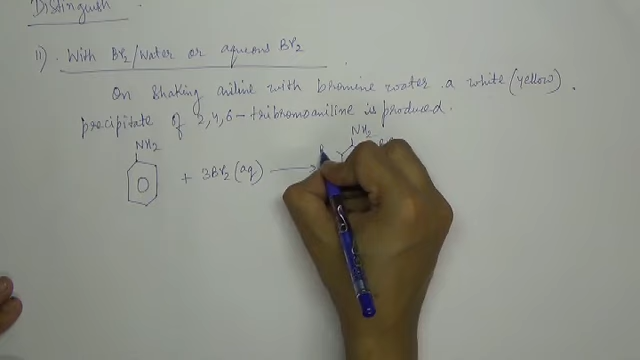 Distinguish
ii). With Br2/water or aqueous Br2
On shaking aniline with bromine water a white (yellow)
precipitate of 2,4,6-tribromoaniline is produced.
NH2 NH2
+ 3Br2 (aq) →